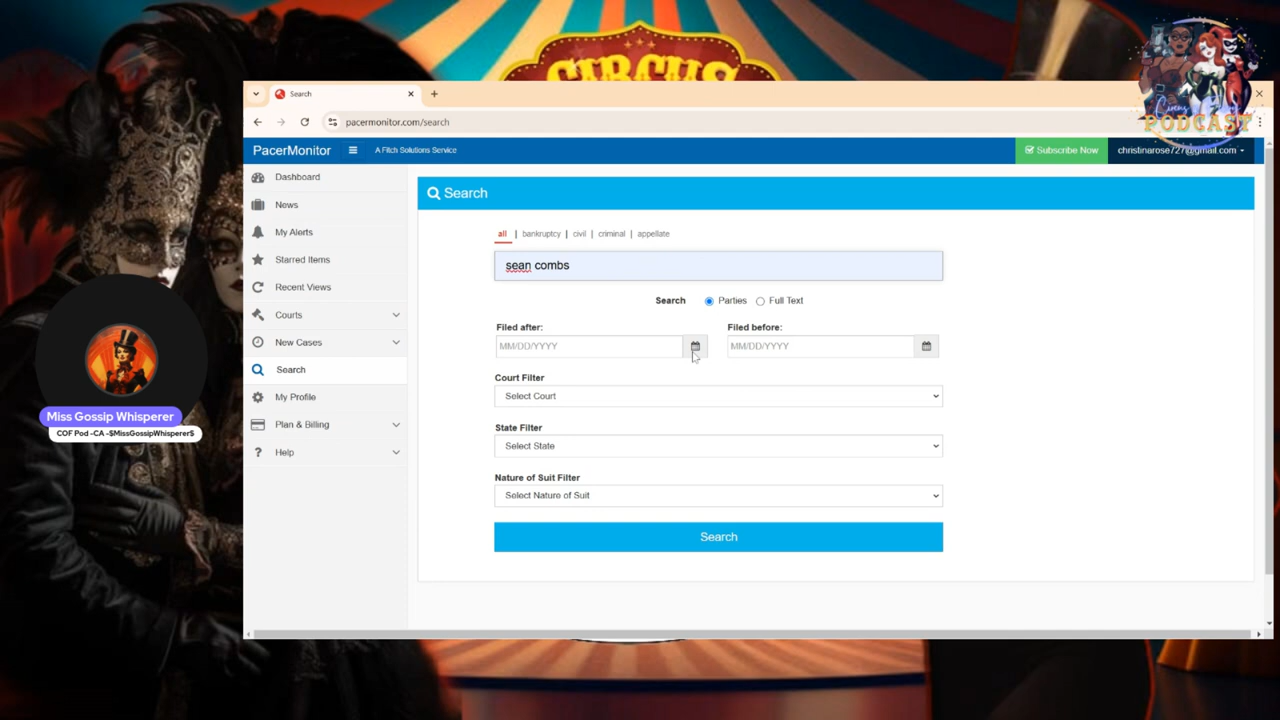 CIRCUS
PODCAST
Search
pacermonitor.com/search
PacerMonitor
A Fitch Solutions Service
Subscribe Now
Dashboard
News
My Alerts
Starred Items
Recent Views
Courts
New Cases
Search
My Profile
Plan & Billing
Help
Search
all | bankruptcy | civil | criminal | appellate
sean combs
Search Parties Full Text
Filed after: Filed before:
MM/DD/YYYY MM/DD/YYYY
Court Filter
Select Court
State Filter
Select State
Nature of Suit Filter
Select Nature of Suit
Search
Miss Gossip Whisperer
COF Pod -CA -$MissGossipWhisperer$